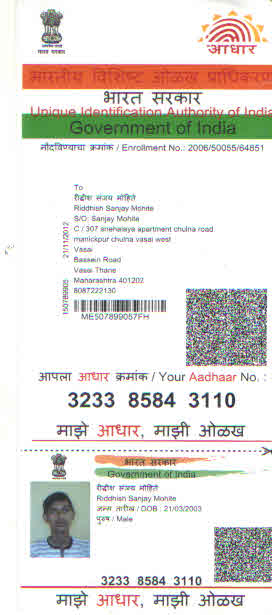 भारत सरकार
आधार
भारतीय विशिष्ट ओळख प्राधिकरण
भारत सरकार
Unique Identification Authority of India
Government of India
नोंदविण्याचा क्रमांक / Enrollment No.: 2006/50055/64851
To
रीद्धीश संजय मोहिते
Riddhish Sanjay Mohite
S/O: Sanjay Mohite
C / 307 snehalaya apartment chulna road
manickpur chulna vasai west
Vasai
Bassein Road
Vasai Thane
Maharashtra 401202
8087222130
21/11/2012
150789905
ME507899057FH
आपला आधार क्रमांक / Your Aadhaar No. :
3233 8584 3110
माझे आधार, माझी ओळख
भारत सरकार
Government of India
रीद्धीश संजय मोहिते
Riddhish Sanjay Mohite
जन्म तारीख / DOB : 21/03/2003
पुरुष / Male
3233 8584 3110
माझे आधार, माझी ओळख